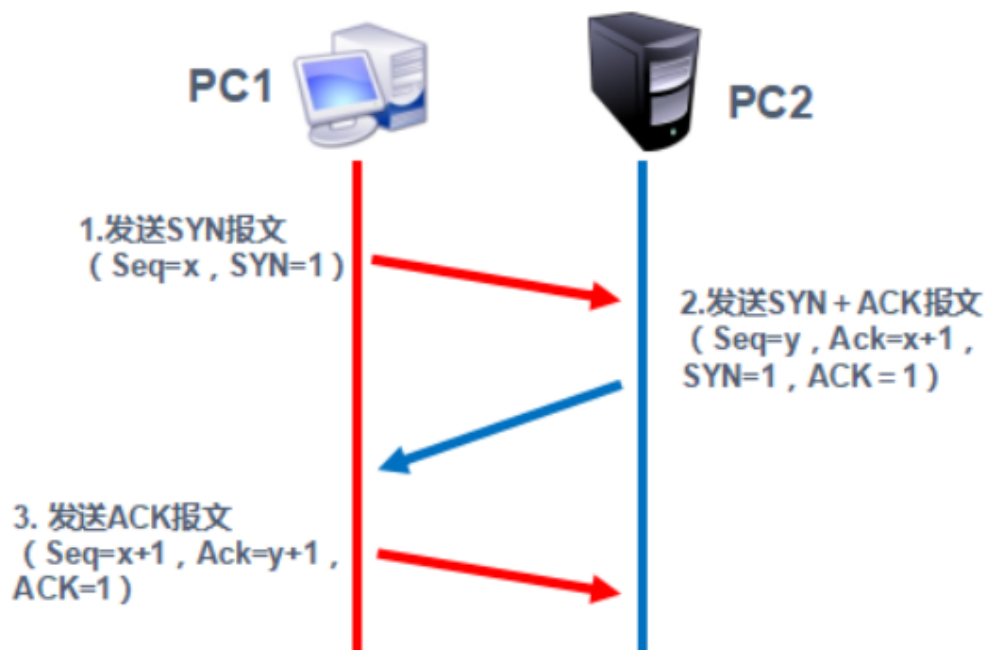 PC1
PC2
1.发送SYN报文
（Seq=x，SYN=1）
2.发送SYN+ACK报文
（Seq=y，Ack=x+1，
SYN=1，ACK=1）
3. 发送ACK报文
（Seq=x+1，Ack=y+1，
ACK=1）